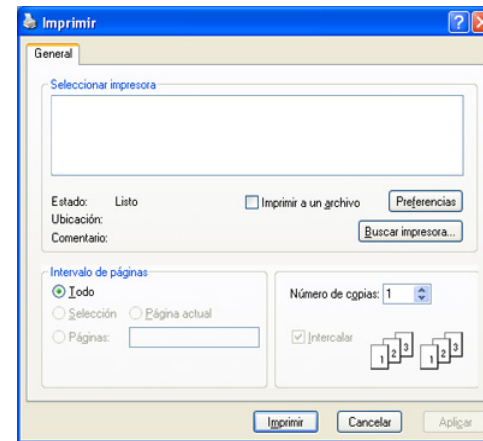 Imprimir
General
Seleccionar impresora
Estado: Listo
Ubicación:
Comentario:
Imprimir a un archivo
Preferencias
Buscar impresora...
Intervalo de páginas
Todo
Selección Página actual
Páginas:
Número de copias: 1
Intercalar
1 2 3 1 2 3
Imprimir Cancelar Aplicar